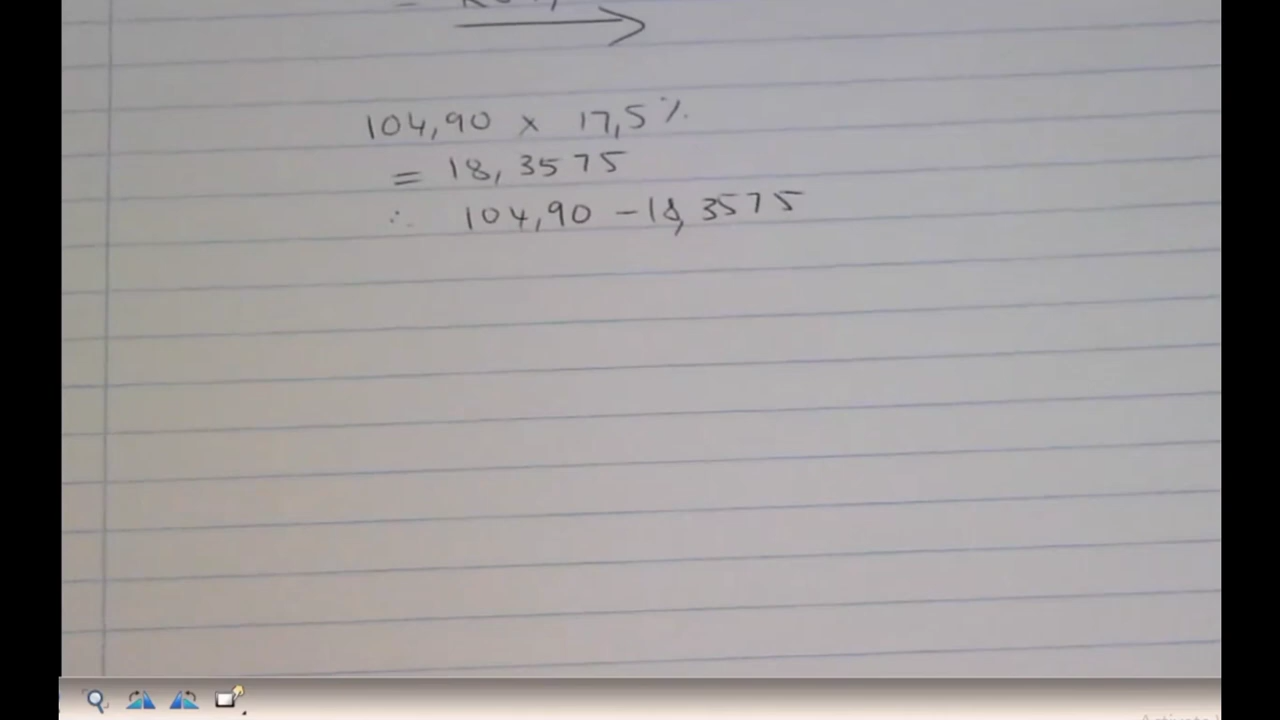 104,90 x 17,5%
= 18,3575
∴ 104,90 - 18,3575